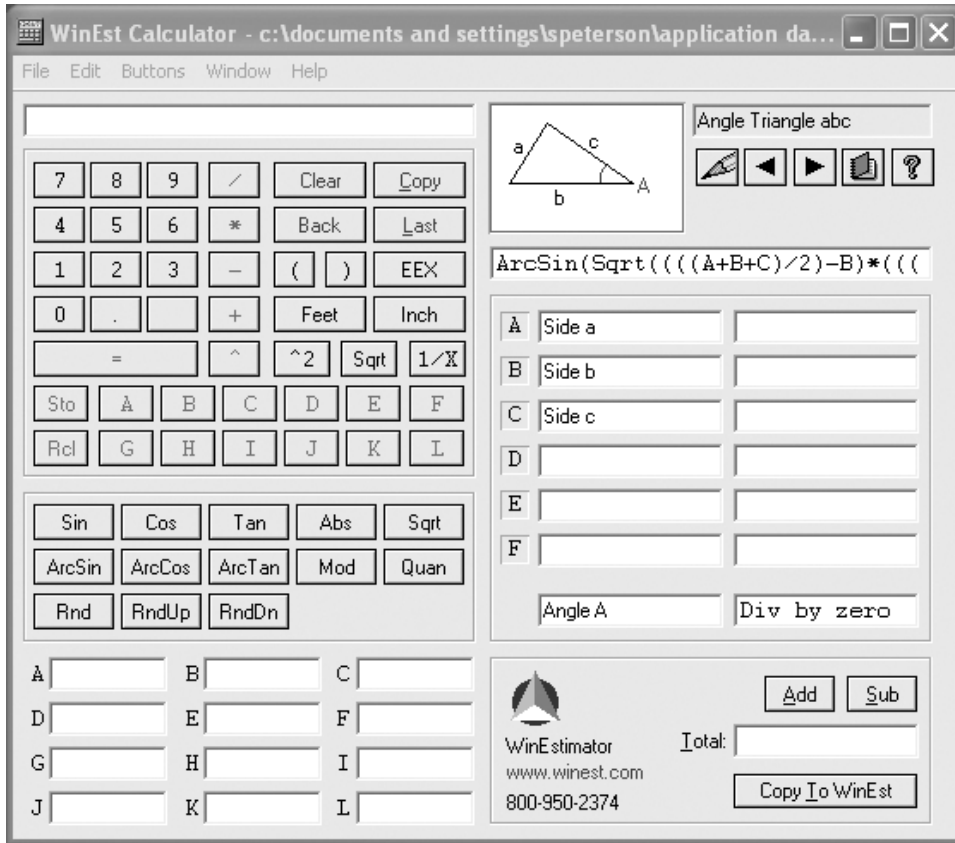 WinEst Calculator - c:\documents and settings\speterson\application da...
File Edit Buttons Window Help
a c b A
Angle Triangle abc
?
7 8 9 / Clear Copy
4 5 6 * Back Last
1 2 3 - ( ) EEX
0 . + Feet Inch
= ^ ^2 Sqrt 1/X
Sto A B C D E F
Rcl G H I J K L
Sin Cos Tan Abs Sqrt
ArcSin ArcCos ArcTan Mod Quan
Rnd RndUp RndDn
A B C
D E F
G H I
J K L
ArcSin(Sqrt((((A+B+C)/2)-B)*(((
A Side a
B Side b
C Side c
D
E
F
Angle A Div by zero
Add Sub
WinEstimator Total:
www.winest.com
800-950-2374 Copy To WinEst